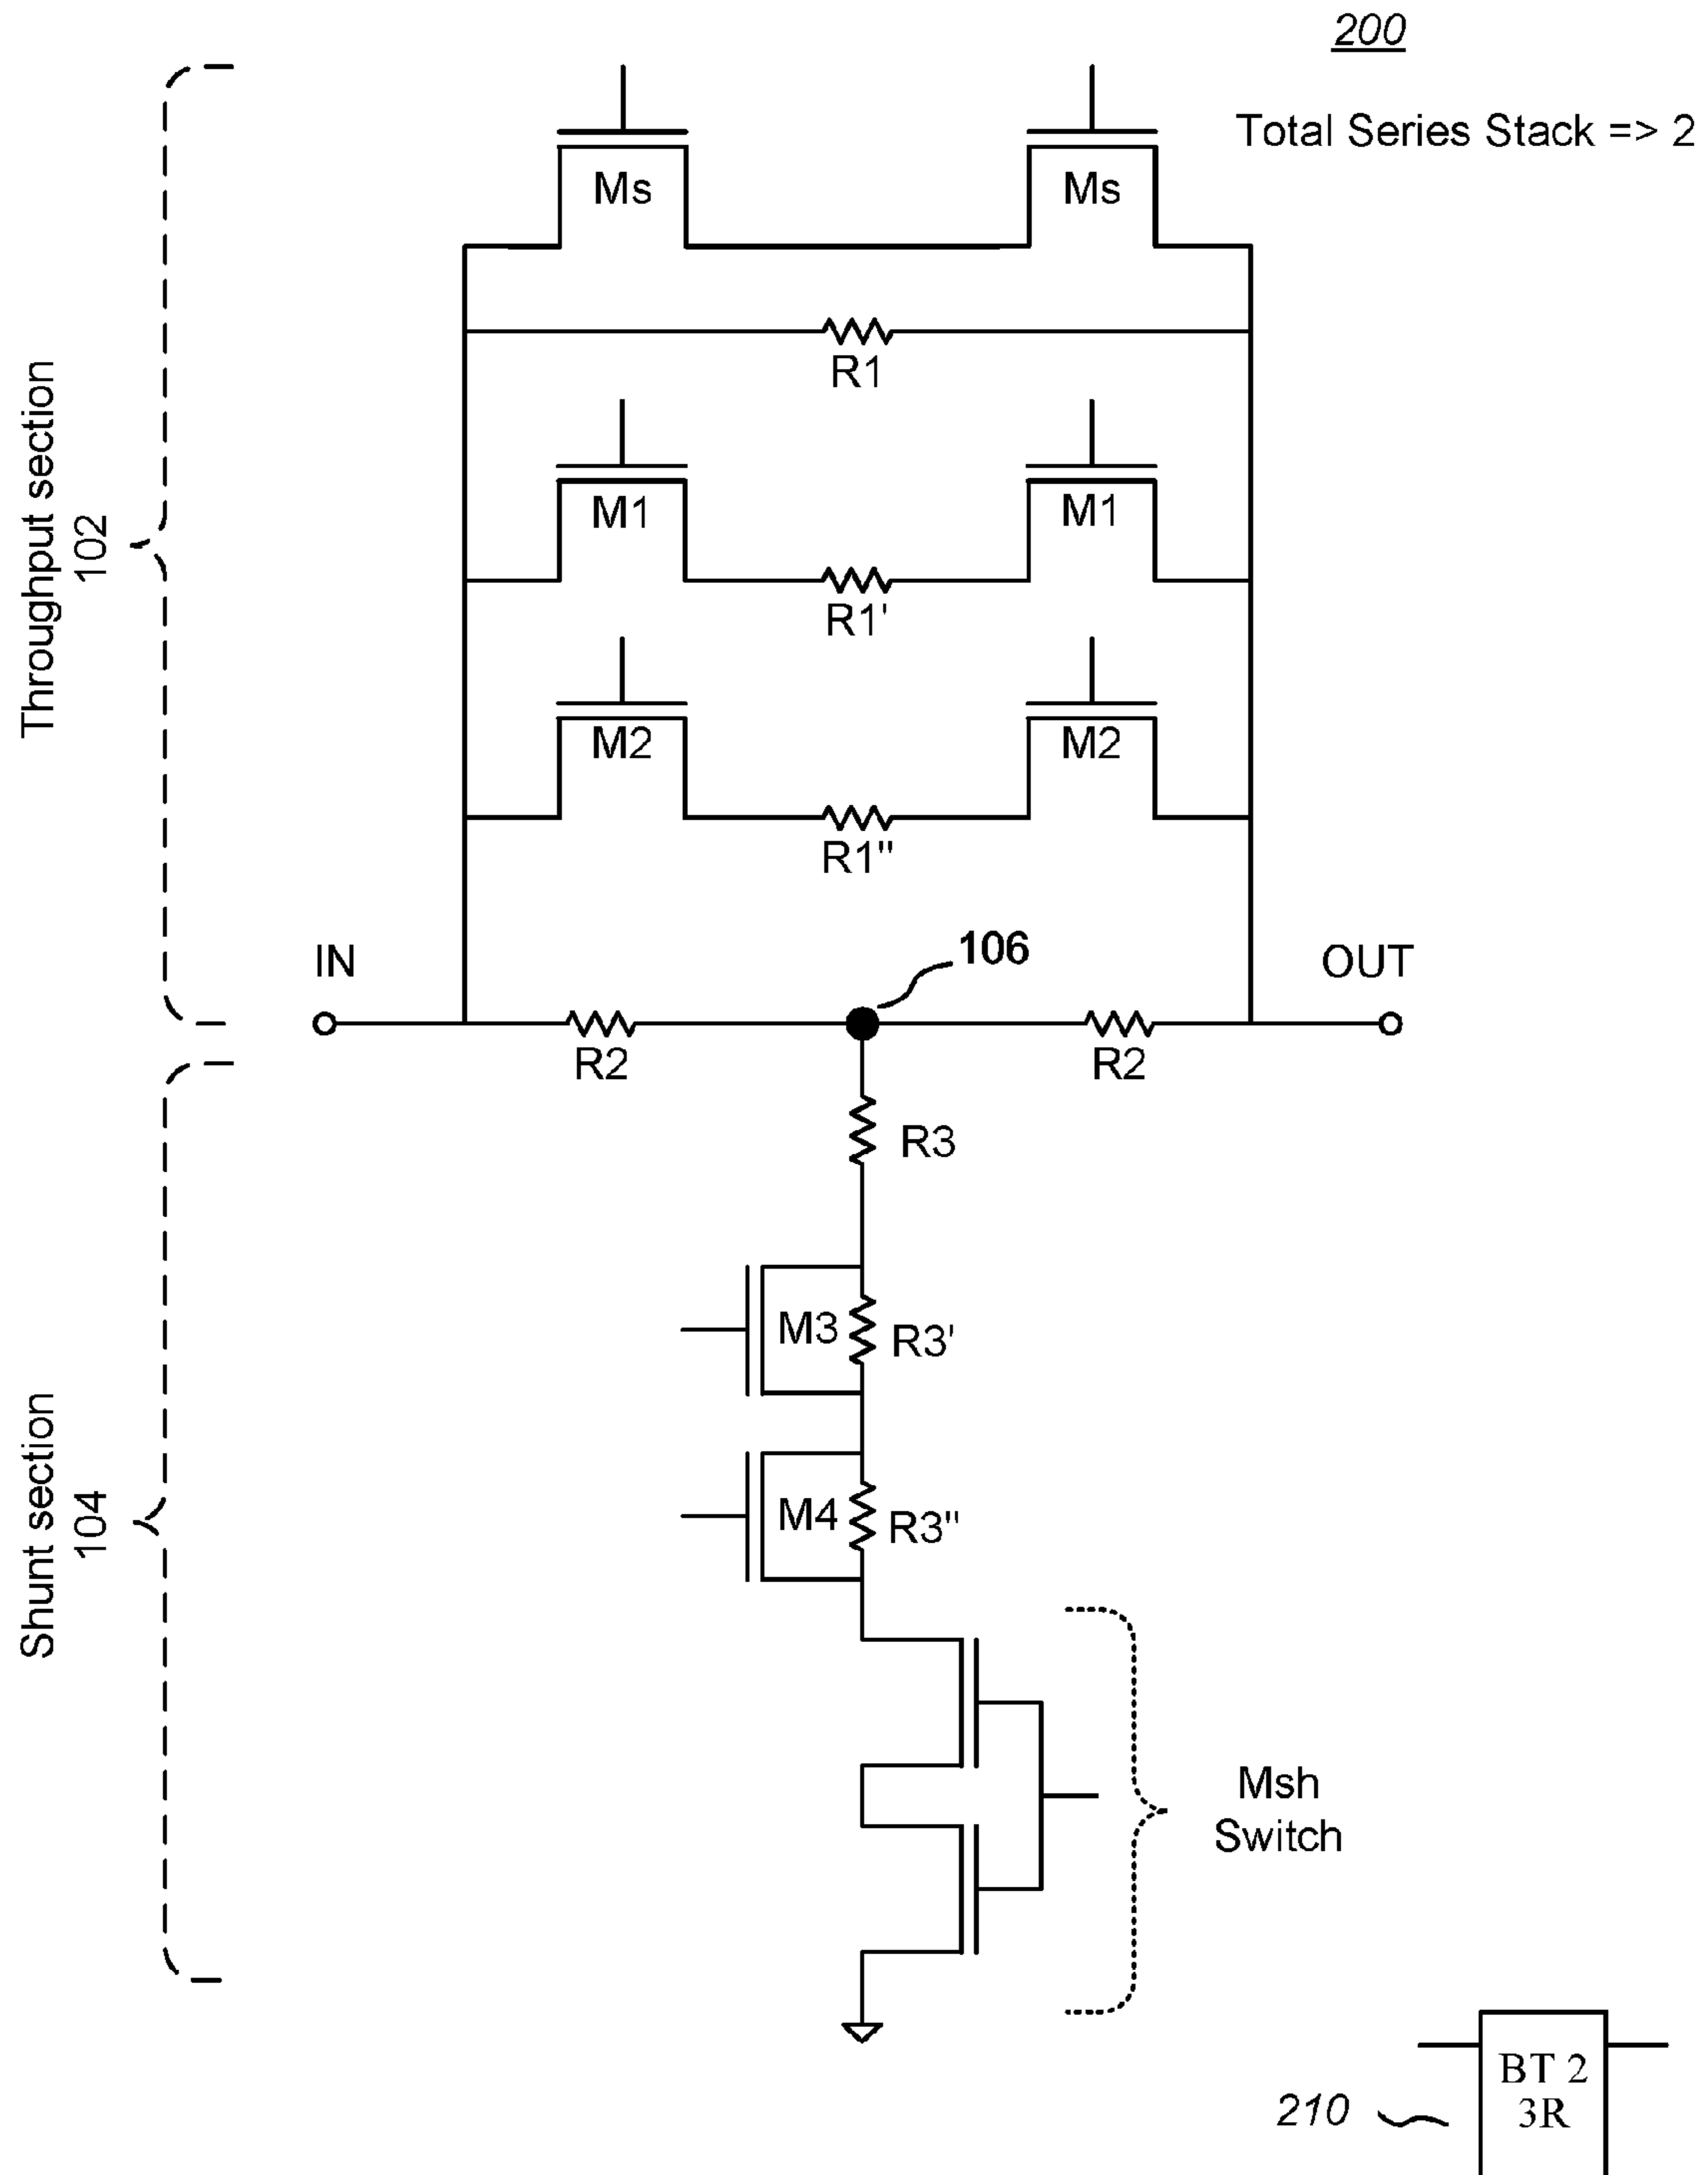 200
Total Series Stack => 2
Ms
Ms
R1
Throughput section
102
M1
M1
R1'
M2
M2
R1"
IN
106
OUT
R2
R2
R3
M3
R3'
Shunt section
104
M4
R3"
Msh
Switch
BT 2
3R
210